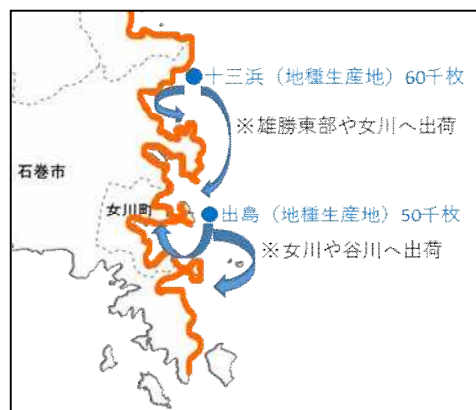 十三浜（地種生産地）60千枚
※雄勝東部や女川へ出荷
石巻市
女川町
出島（地種生産地）50千枚
※女川や谷川へ出荷